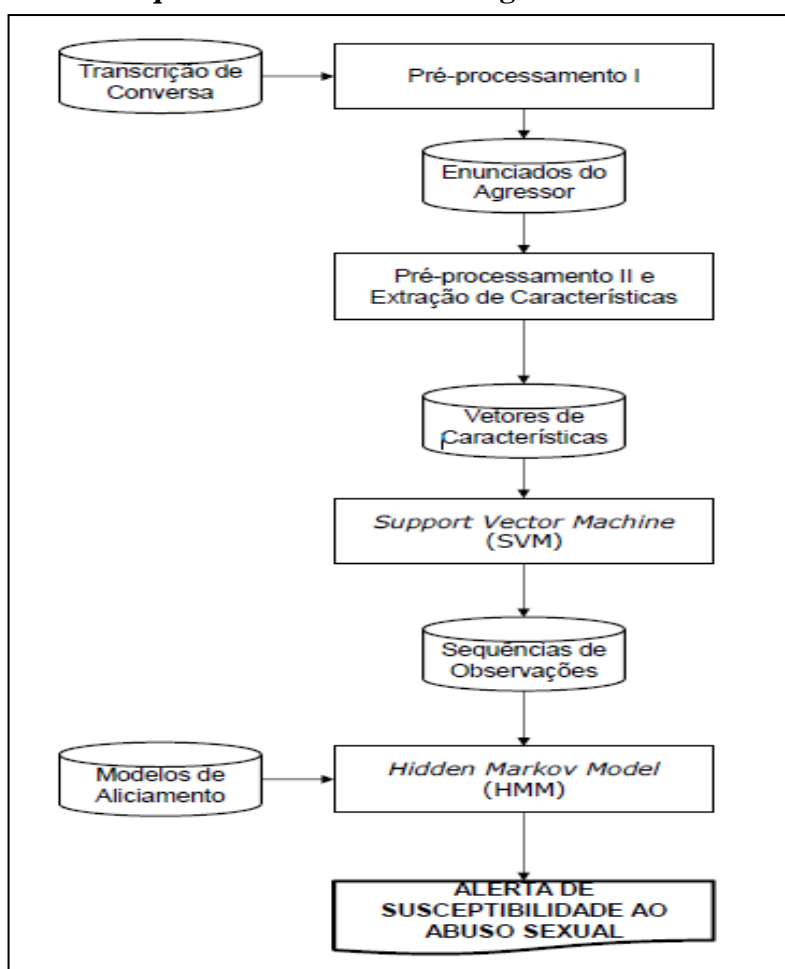 Transcrição de
Conversa
Pré-processamento I
Enunciados do
Agressor
Pré-processamento II e
Extração de Características
Vetores de
Características
Support Vector Machine
(SVM)
Sequências de
Observações
Modelos de
Aliciamento
Hidden Markov Model
(HMM)
ALERTA DE
SUSCEPTIBILIDADE AO
ABUSO SEXUAL